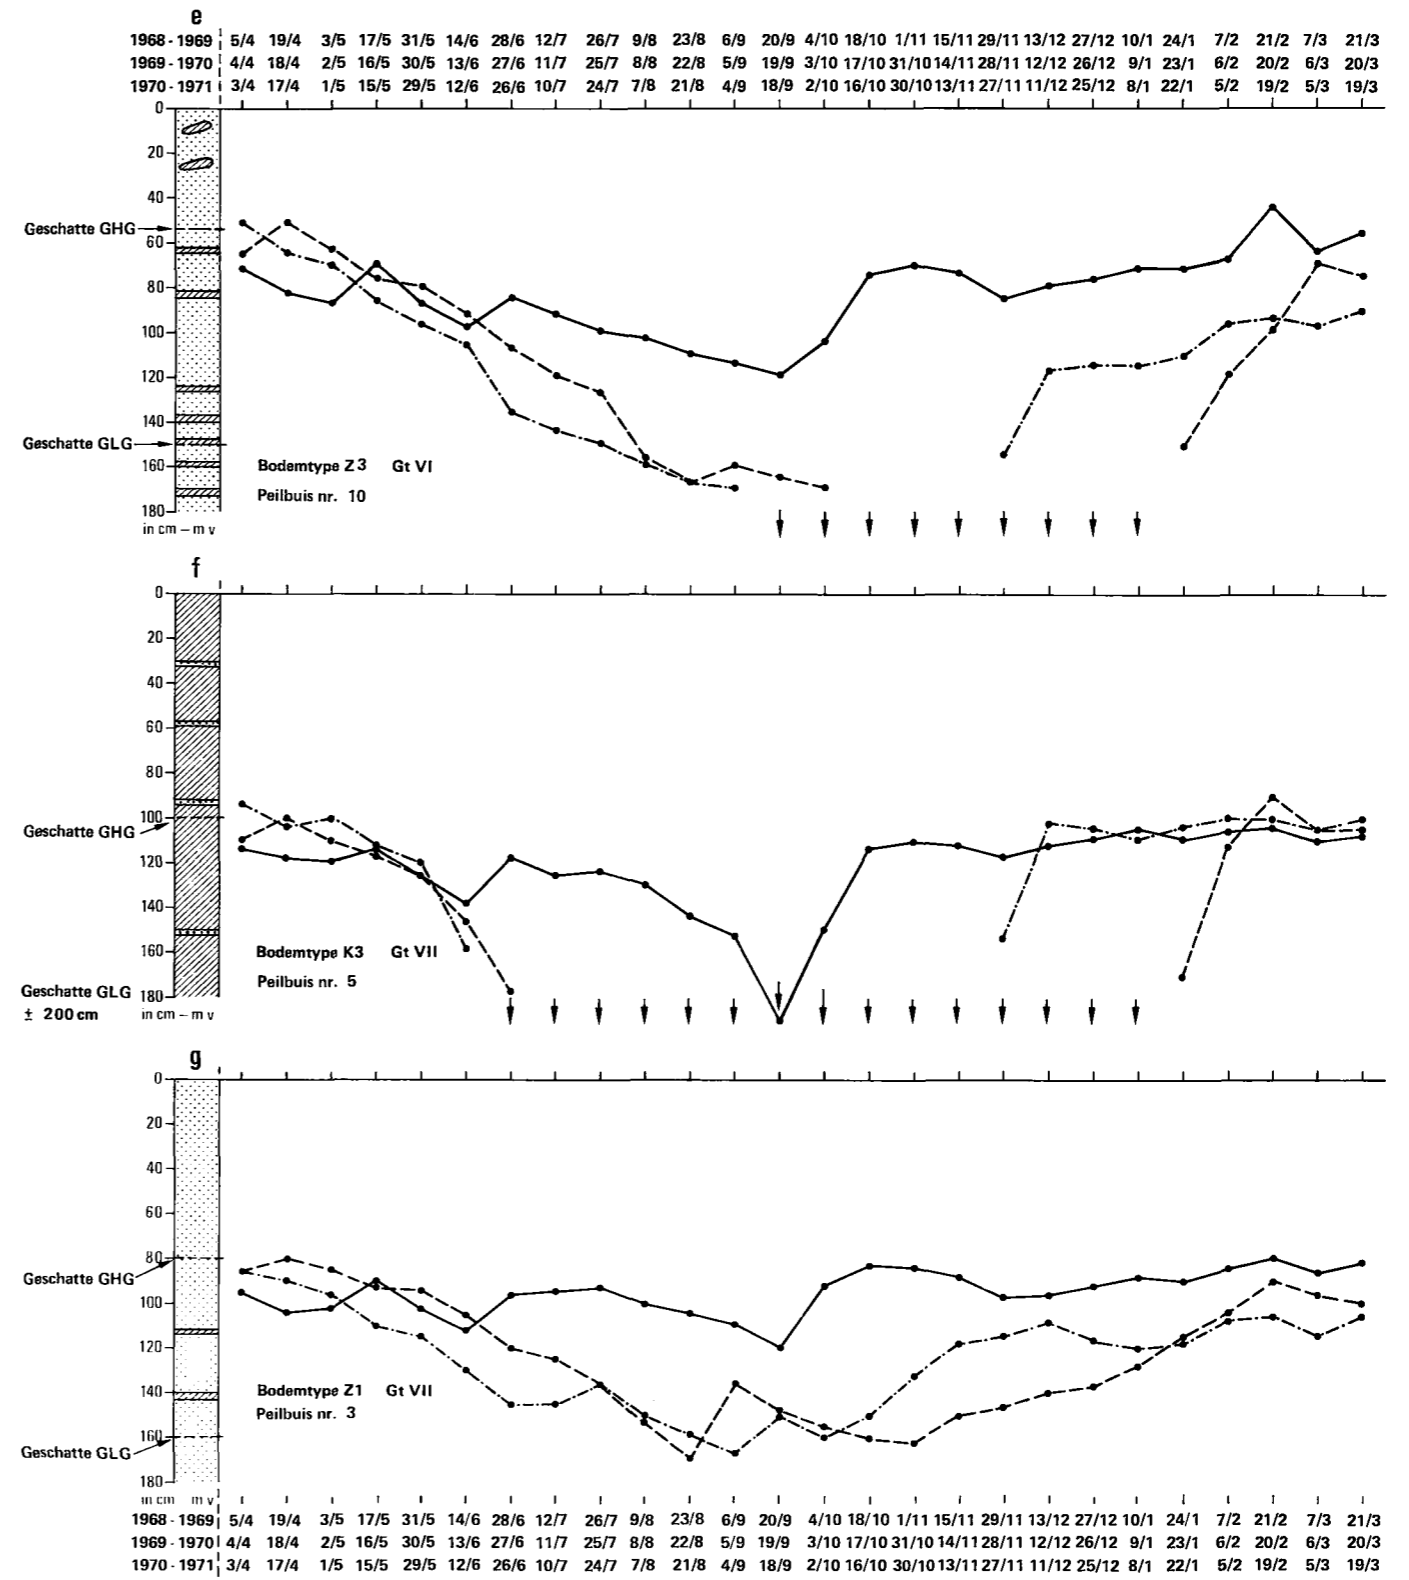 e
1968 - 1969 5/4 19/4 3/5 17/5 31/5 14/6 28/6 12/7 26/7 9/8 23/8 6/9 20/9 4/10 18/10 1/11 15/11 29/11 13/12 27/12 10/1 24/1 7/2 21/2 7/3 21/3
1969 - 1970 4/4 18/4 2/5 16/5 30/5 13/6 27/6 11/7 25/7 8/8 22/8 5/9 19/9 3/10 17/10 31/10 14/11 28/11 12/12 26/12 9/1 23/1 6/2 20/2 6/3 20/3
1970 - 1971 3/4 17/4 1/5 15/5 29/5 12/6 26/6 10/7 24/7 7/8 21/8 4/9 18/9 2/10 16/10 30/10 13/11 27/11 11/12 25/12 8/1 22/1 5/2 19/2 5/3 19/3
0
20
40
Geschatte GHG
60
80
100
120
140
Geschatte GLG
160
Bodemtype Z3 Gt VI
Peilbuis nr. 10
180
in cm – m v
f
0
20
40
60
80
100
Geschatte GHG
120
140
160
Bodemtype K3 Gt VII
Peilbuis nr. 5
Geschatte GLG
± 200 cm
180
in cm – m v
g
0
20
40
60
80
Geschatte GHG
100
120
140
Bodemtype Z1 Gt VII
Peilbuis nr. 3
160
Geschatte GLG
180
in cm m v
1968 - 1969 5/4 19/4 3/5 17/5 31/5 14/6 28/6 12/7 26/7 9/8 23/8 6/9 20/9 4/10 18/10 1/11 15/11 29/11 13/12 27/12 10/1 24/1 7/2 21/2 7/3 21/3
1969 - 1970 4/4 18/4 2/5 16/5 30/5 13/6 27/6 11/7 25/7 8/8 22/8 5/9 19/9 3/10 17/10 31/10 14/11 28/11 12/12 26/12 9/1 23/1 6/2 20/2 6/3 20/3
1970 - 1971 3/4 17/4 1/5 15/5 29/5 12/6 26/6 10/7 24/7 7/8 21/8 4/9 18/9 2/10 16/10 30/10 13/11 27/11 11/12 25/12 8/1 22/1 5/2 19/2 5/3 19/3